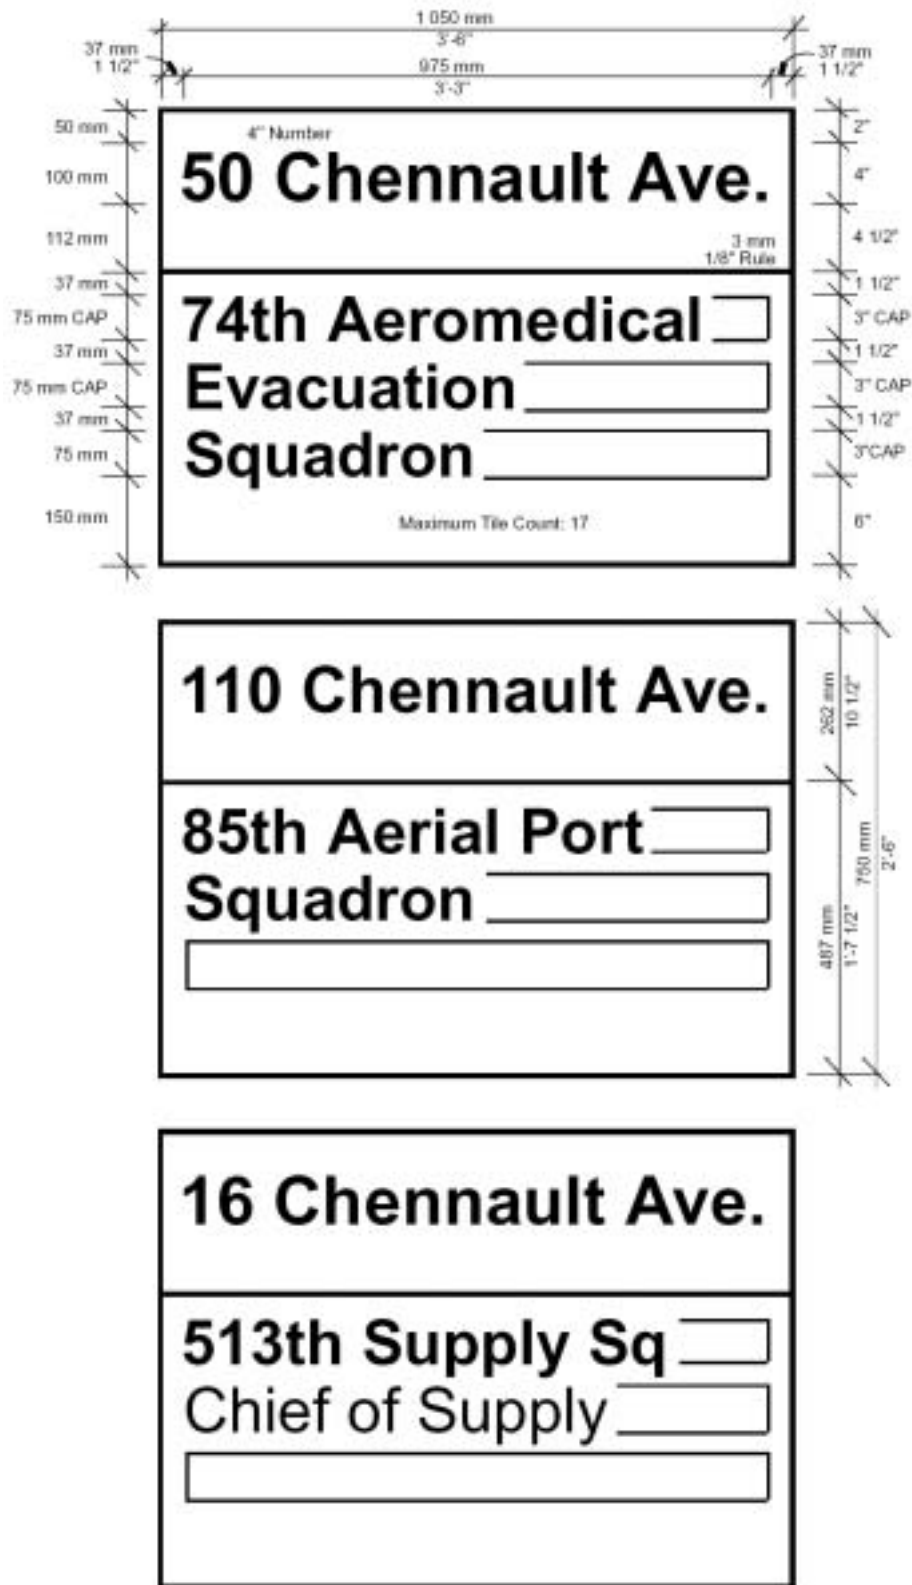 1 050 mm
3'-6"
37 mm
1 1/2"
975 mm
3'-3"
37 mm
1 1/2"
50 mm
4" Number
2"
50 Chennault Ave.
100 mm
4"
112 mm
3 mm
1/8" Rule
4 1/2"
37 mm
1 1/2"
75 mm CAP
74th Aeromedical
3" CAP
37 mm
1 1/2"
75 mm CAP
Evacuation
3" CAP
37 mm
1 1/2"
75 mm
Squadron
3"CAP
150 mm
Maximum Tile Count: 17
6"
110 Chennault Ave.
262 mm
10 1/2"
85th Aerial Port
Squadron
750 mm
2'-6"
487 mm
1'-7 1/2"
16 Chennault Ave.
513th Supply Sq
Chief of Supply